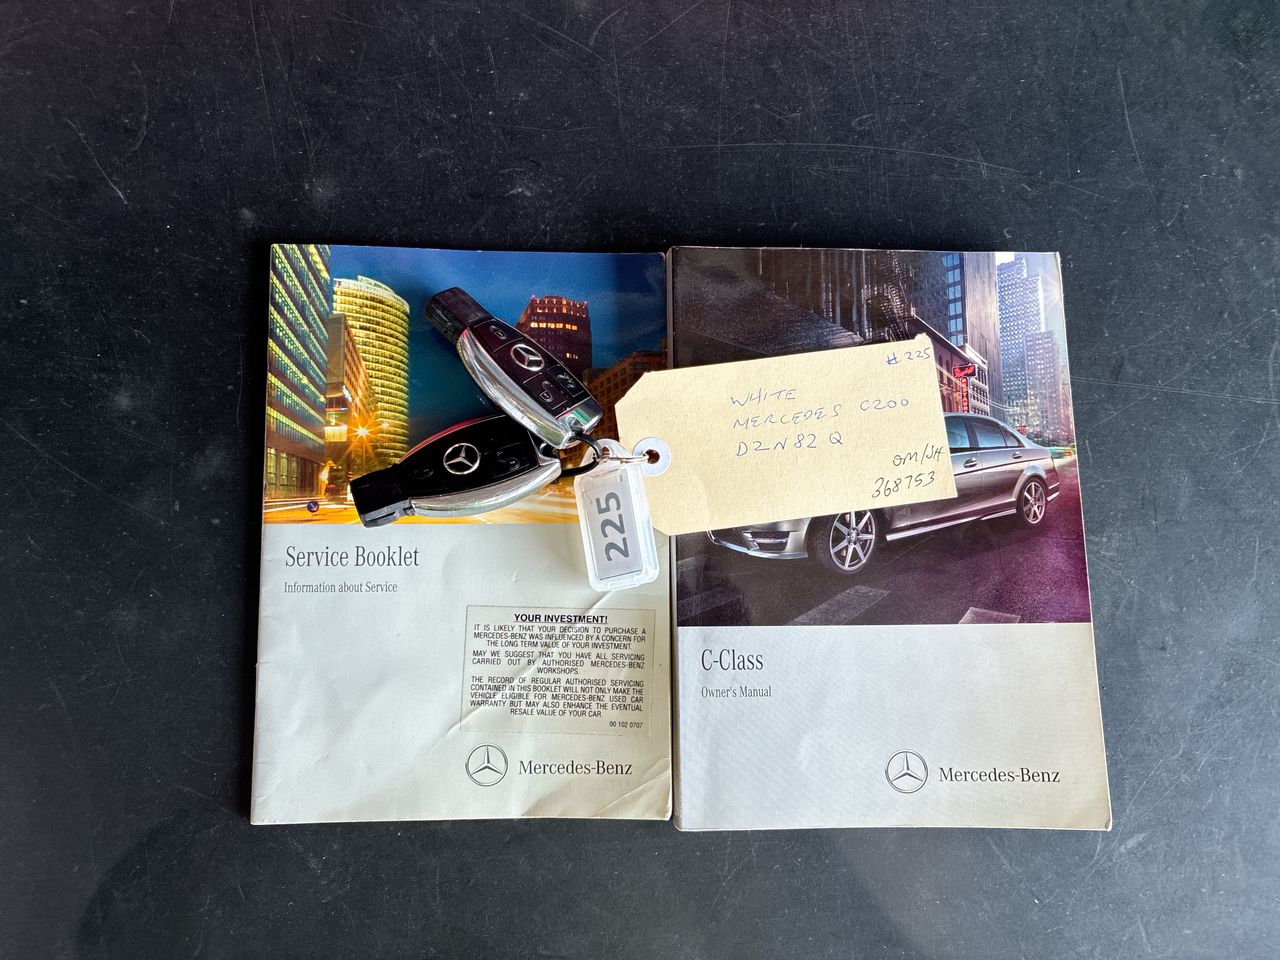 Service Booklet
Information about Service
YOUR INVESTMENT!
IT IS LIKELY THAT YOUR DECISION TO PURCHASE A
MERCEDES-BENZ WAS INFLUENCED BY A CONCERN FOR
THE LONG TERM VALUE OF YOUR INVESTMENT.
MAY WE SUGGEST THAT YOU HAVE ALL SERVICING
CARRIED OUT BY AUTHORISED MERCEDES-BENZ
WORKSHOPS.
THE RECORD OF REGULAR AUTHORISED SERVICING
CONTAINED IN THIS BOOKLET WILL NOT ONLY MAKE THE
VEHICLE ELIGIBLE FOR MERCEDES-BENZ USED CAR
WARRANTY BUT MAY ALSO ENHANCE THE EVENTUAL
RESALE VALUE OF YOUR CAR.
00 102 0707
Mercedes-Benz
225
#225
WHITE
MERCEDES C200
DZN82Q
368753
C-Class
Owner's Manual
Mercedes-Benz